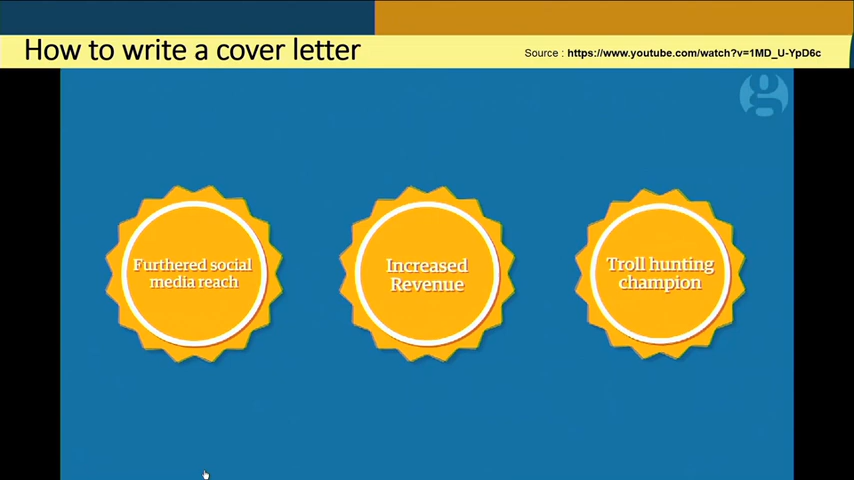 How to write a cover letter
Source : https://www.youtube.com/watch?v=1MD_U-YpD6c
g
Furthered social
media reach
Increased
Revenue
Troll hunting
champion